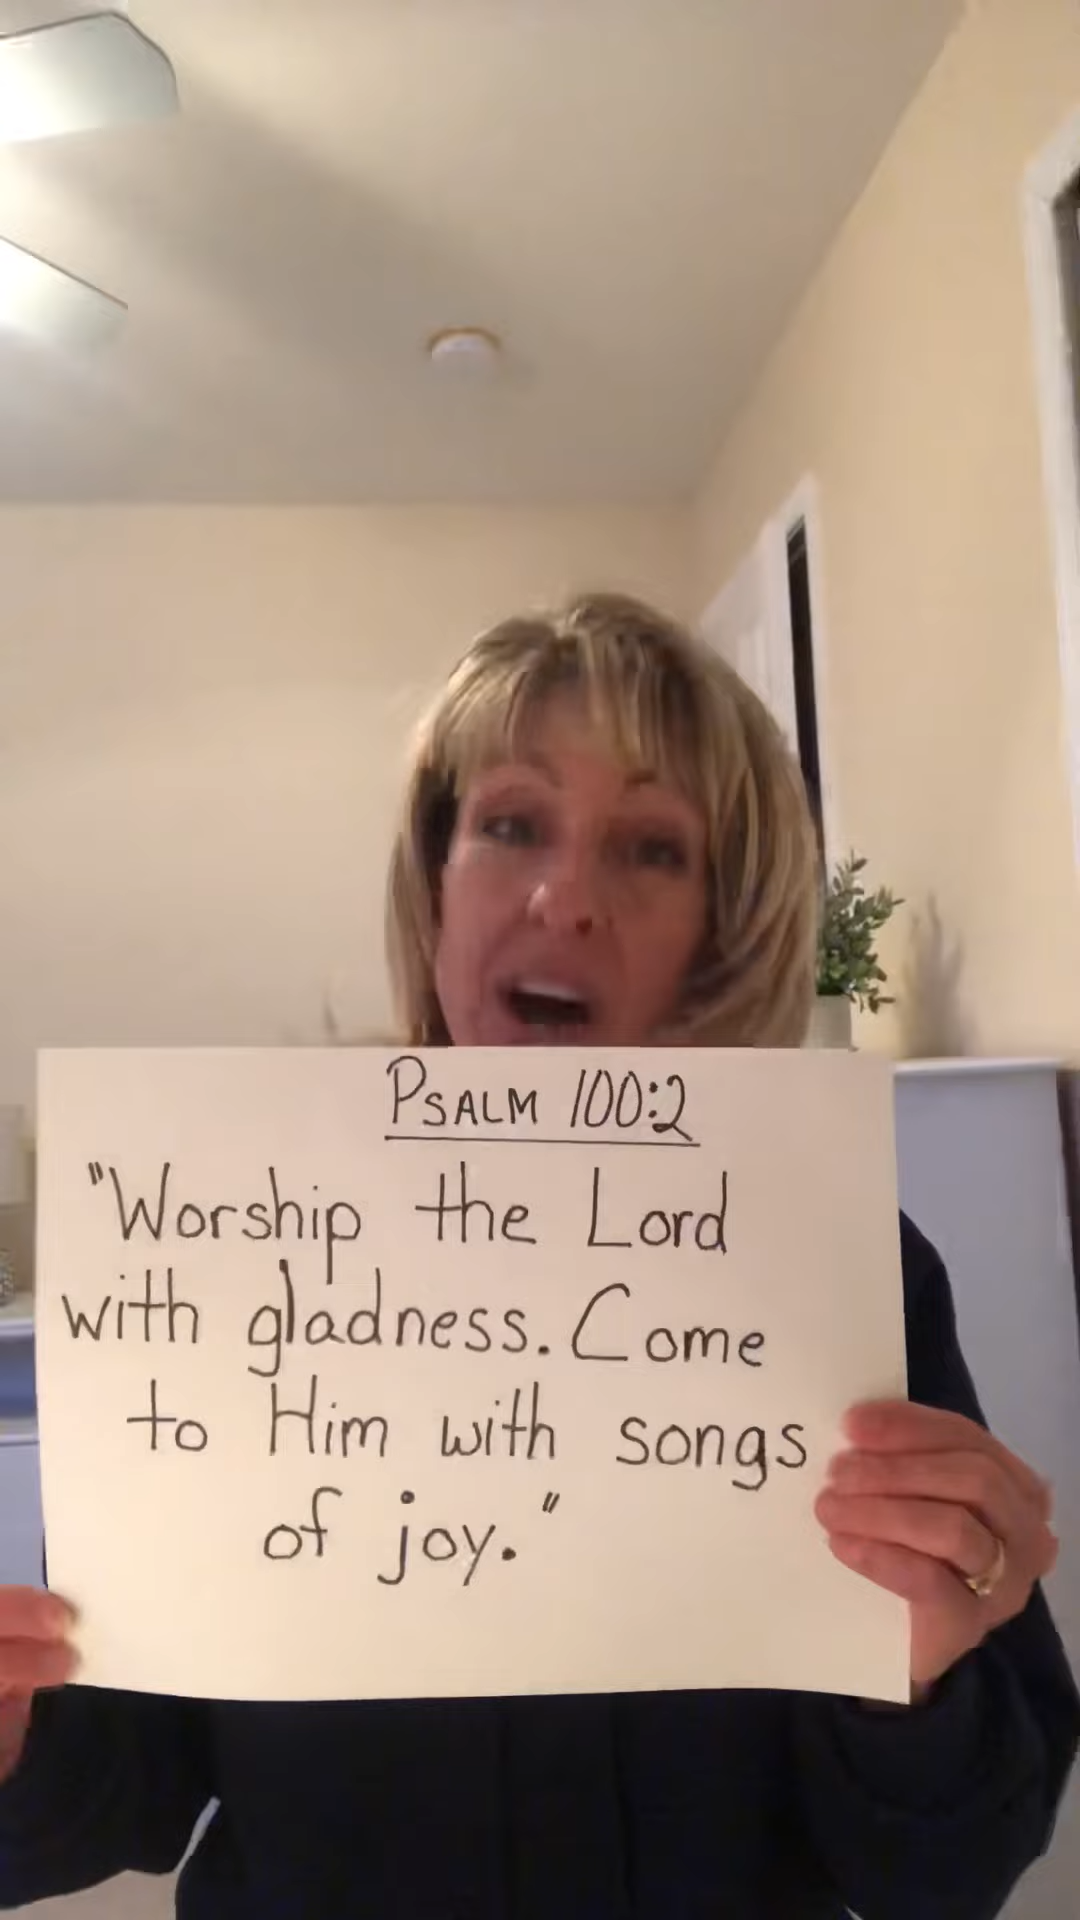 PSALM 100:2
"Worship the Lord
with gladness. Come
to Him with songs
of joy."